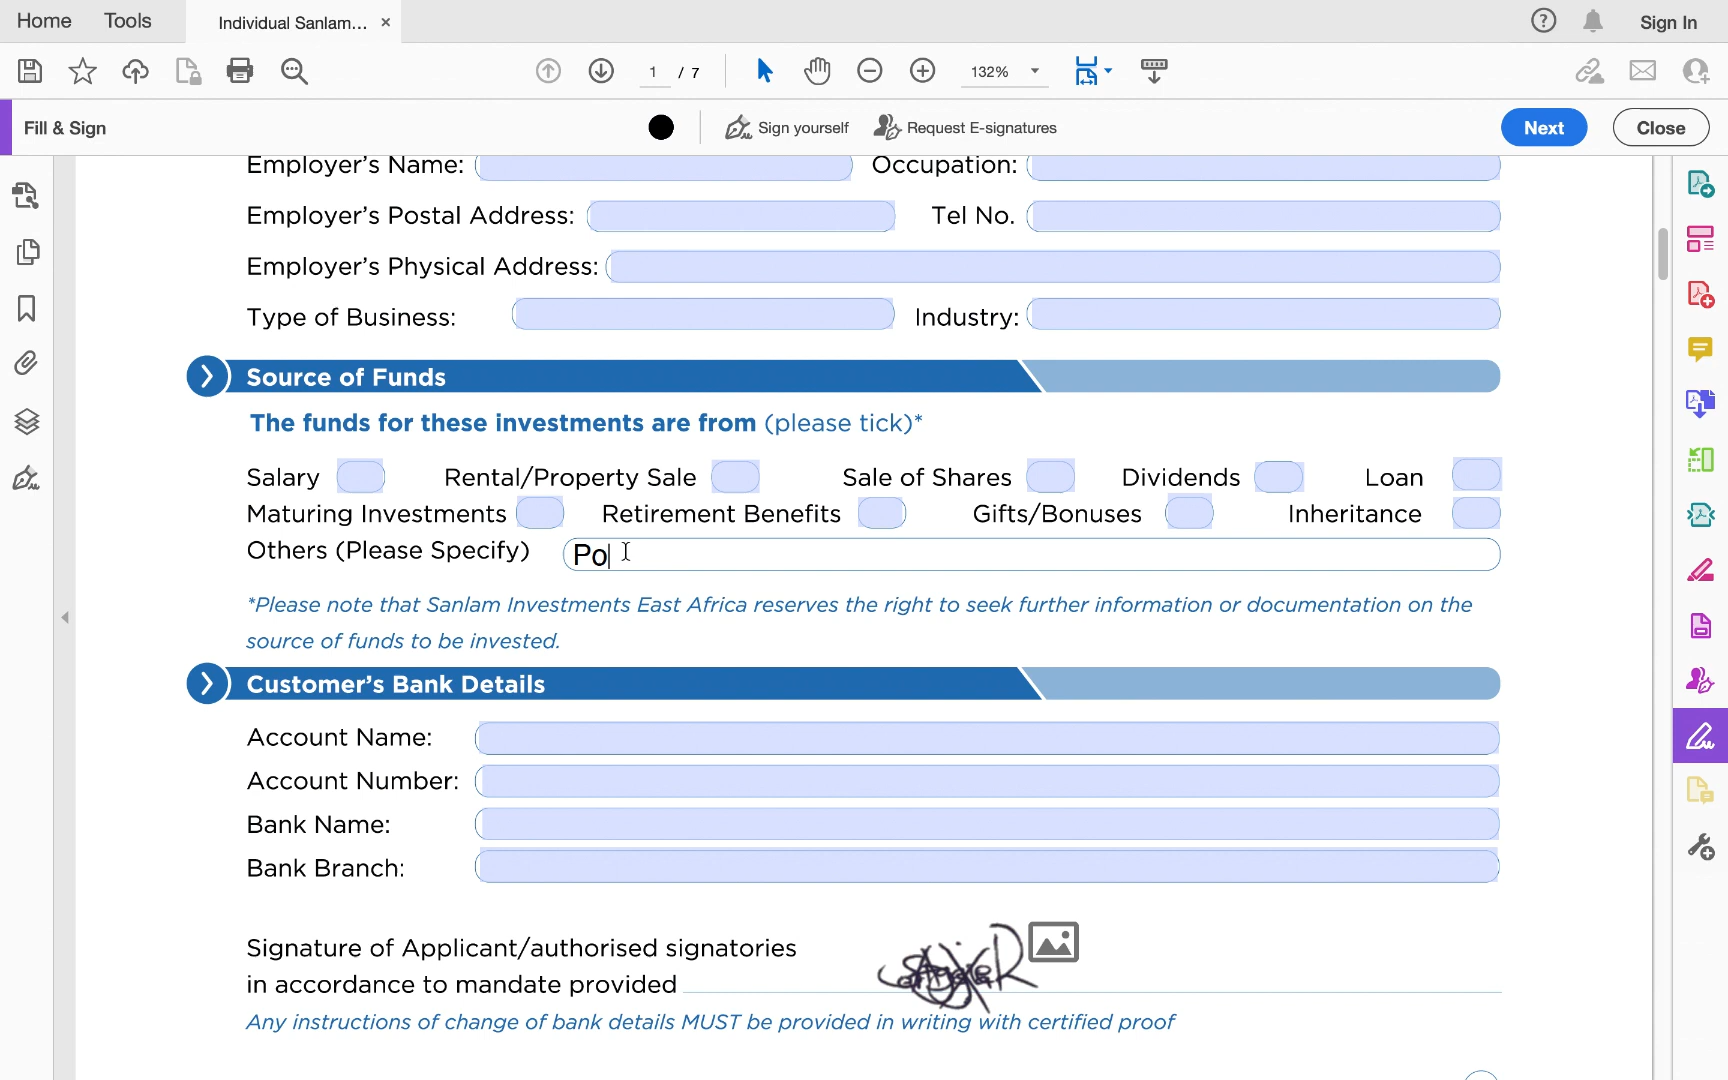 Home Tools Individual Sanlam... × Sign In
1 / 7 132%
Fill & Sign Sign yourself Request E-signatures Next Close
Employer's Name: Occupation:
Employer's Postal Address: Tel No.
Employer's Physical Address:
Type of Business: Industry:
Source of Funds
The funds for these investments are from (please tick)*
Salary Rental/Property Sale Sale of Shares Dividends Loan
Maturing Investments Retirement Benefits Gifts/Bonuses Inheritance
Others (Please Specify) Po
*Please note that Sanlam Investments East Africa reserves the right to seek further information or documentation on the
source of funds to be invested.
Customer's Bank Details
Account Name:
Account Number:
Bank Name:
Bank Branch:
Signature of Applicant/authorised signatories
in accordance to mandate provided
Any instructions of change of bank details MUST be provided in writing with certified proof